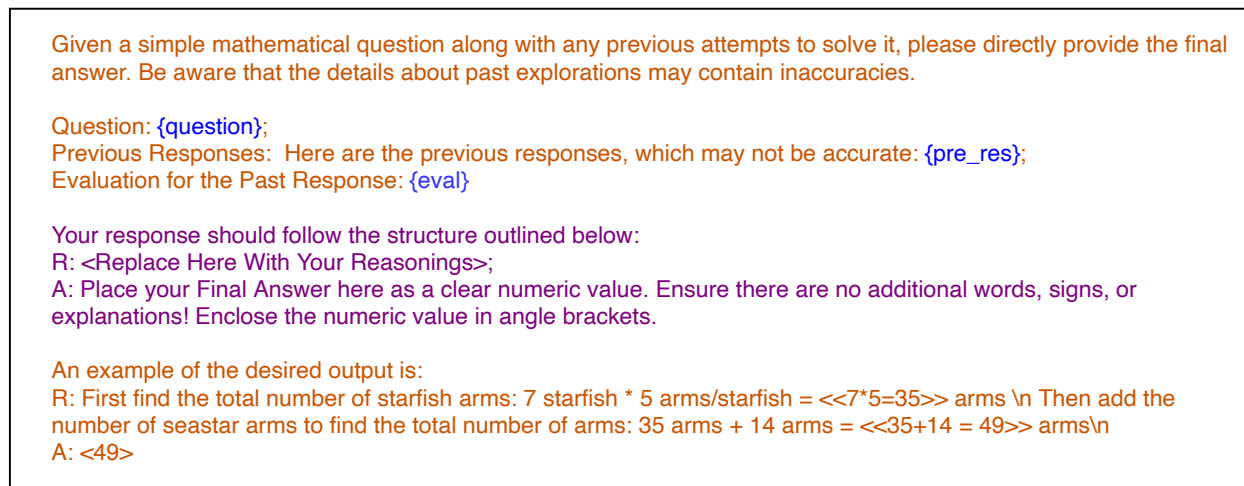 Given a simple mathematical question along with any previous attempts to solve it, please directly provide the final
answer. Be aware that the details about past explorations may contain inaccuracies.
Question: {question};
Previous Responses:  Here are the previous responses, which may not be accurate: {pre_res};
Evaluation for the Past Response: {eval}
Your response should follow the structure outlined below:
R: <Replace Here With Your Reasonings>;
A: Place your Final Answer here as a clear numeric value. Ensure there are no additional words, signs, or
explanations! Enclose the numeric value in angle brackets.
An example of the desired output is:
R: First find the total number of starfish arms: 7 starfish * 5 arms/starfish = <<7*5=35>> arms \n Then add the
number of seastar arms to find the total number of arms: 35 arms + 14 arms = <<35+14 = 49>> arms\n
A: <49>